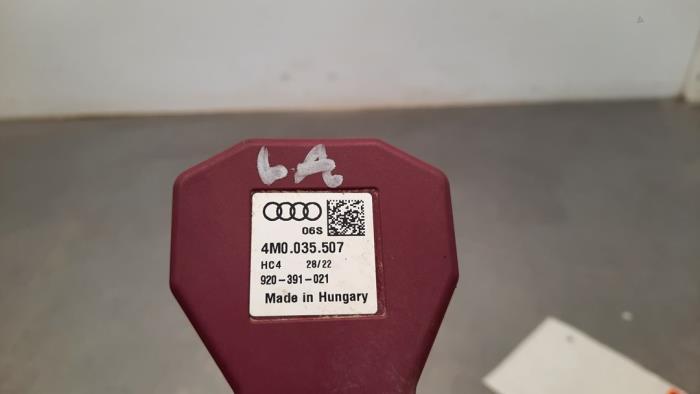 LA
06S
4M0.035.507
HC4 28/22
920-391-021
Made in Hungary